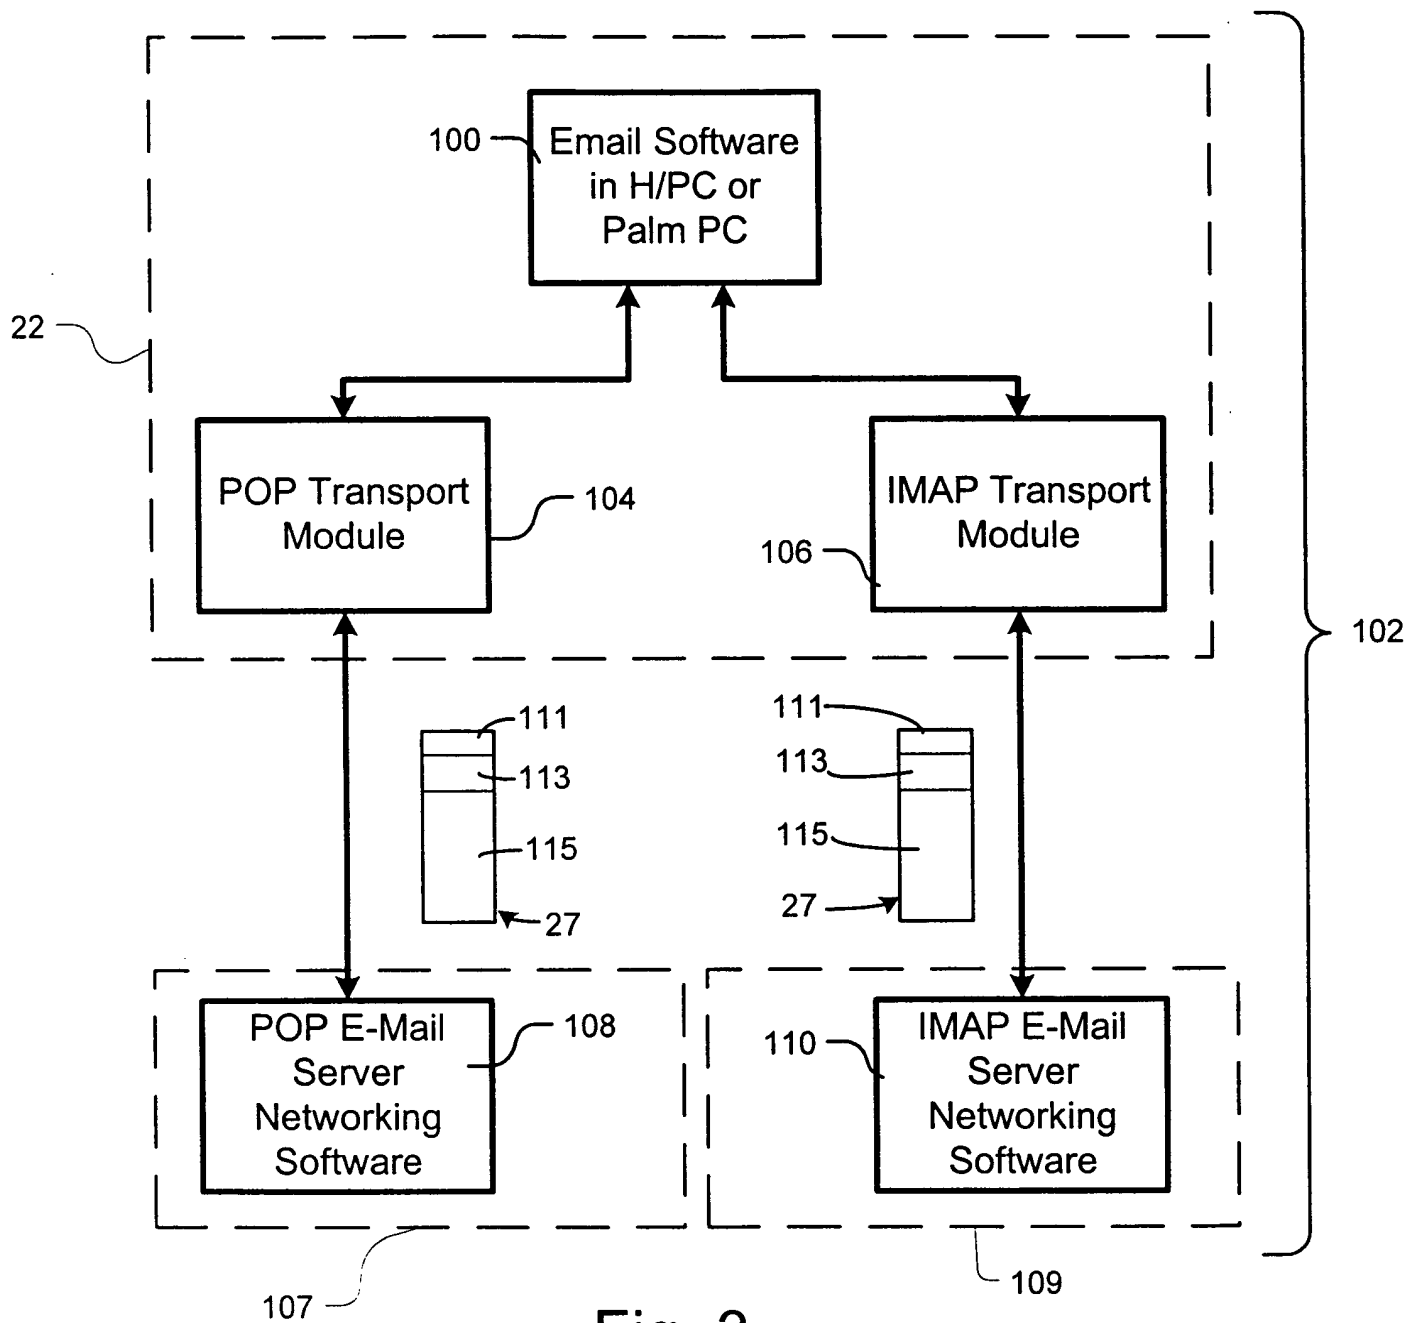 100
Email Software
in H/PC or
Palm PC
22
POP Transport
Module
104
IMAP Transport
Module
106
102
111
113
115
27
111
113
115
27
POP E-Mail
Server
Networking
Software
108
110
IMAP E-Mail
Server
Networking
Software
107
109